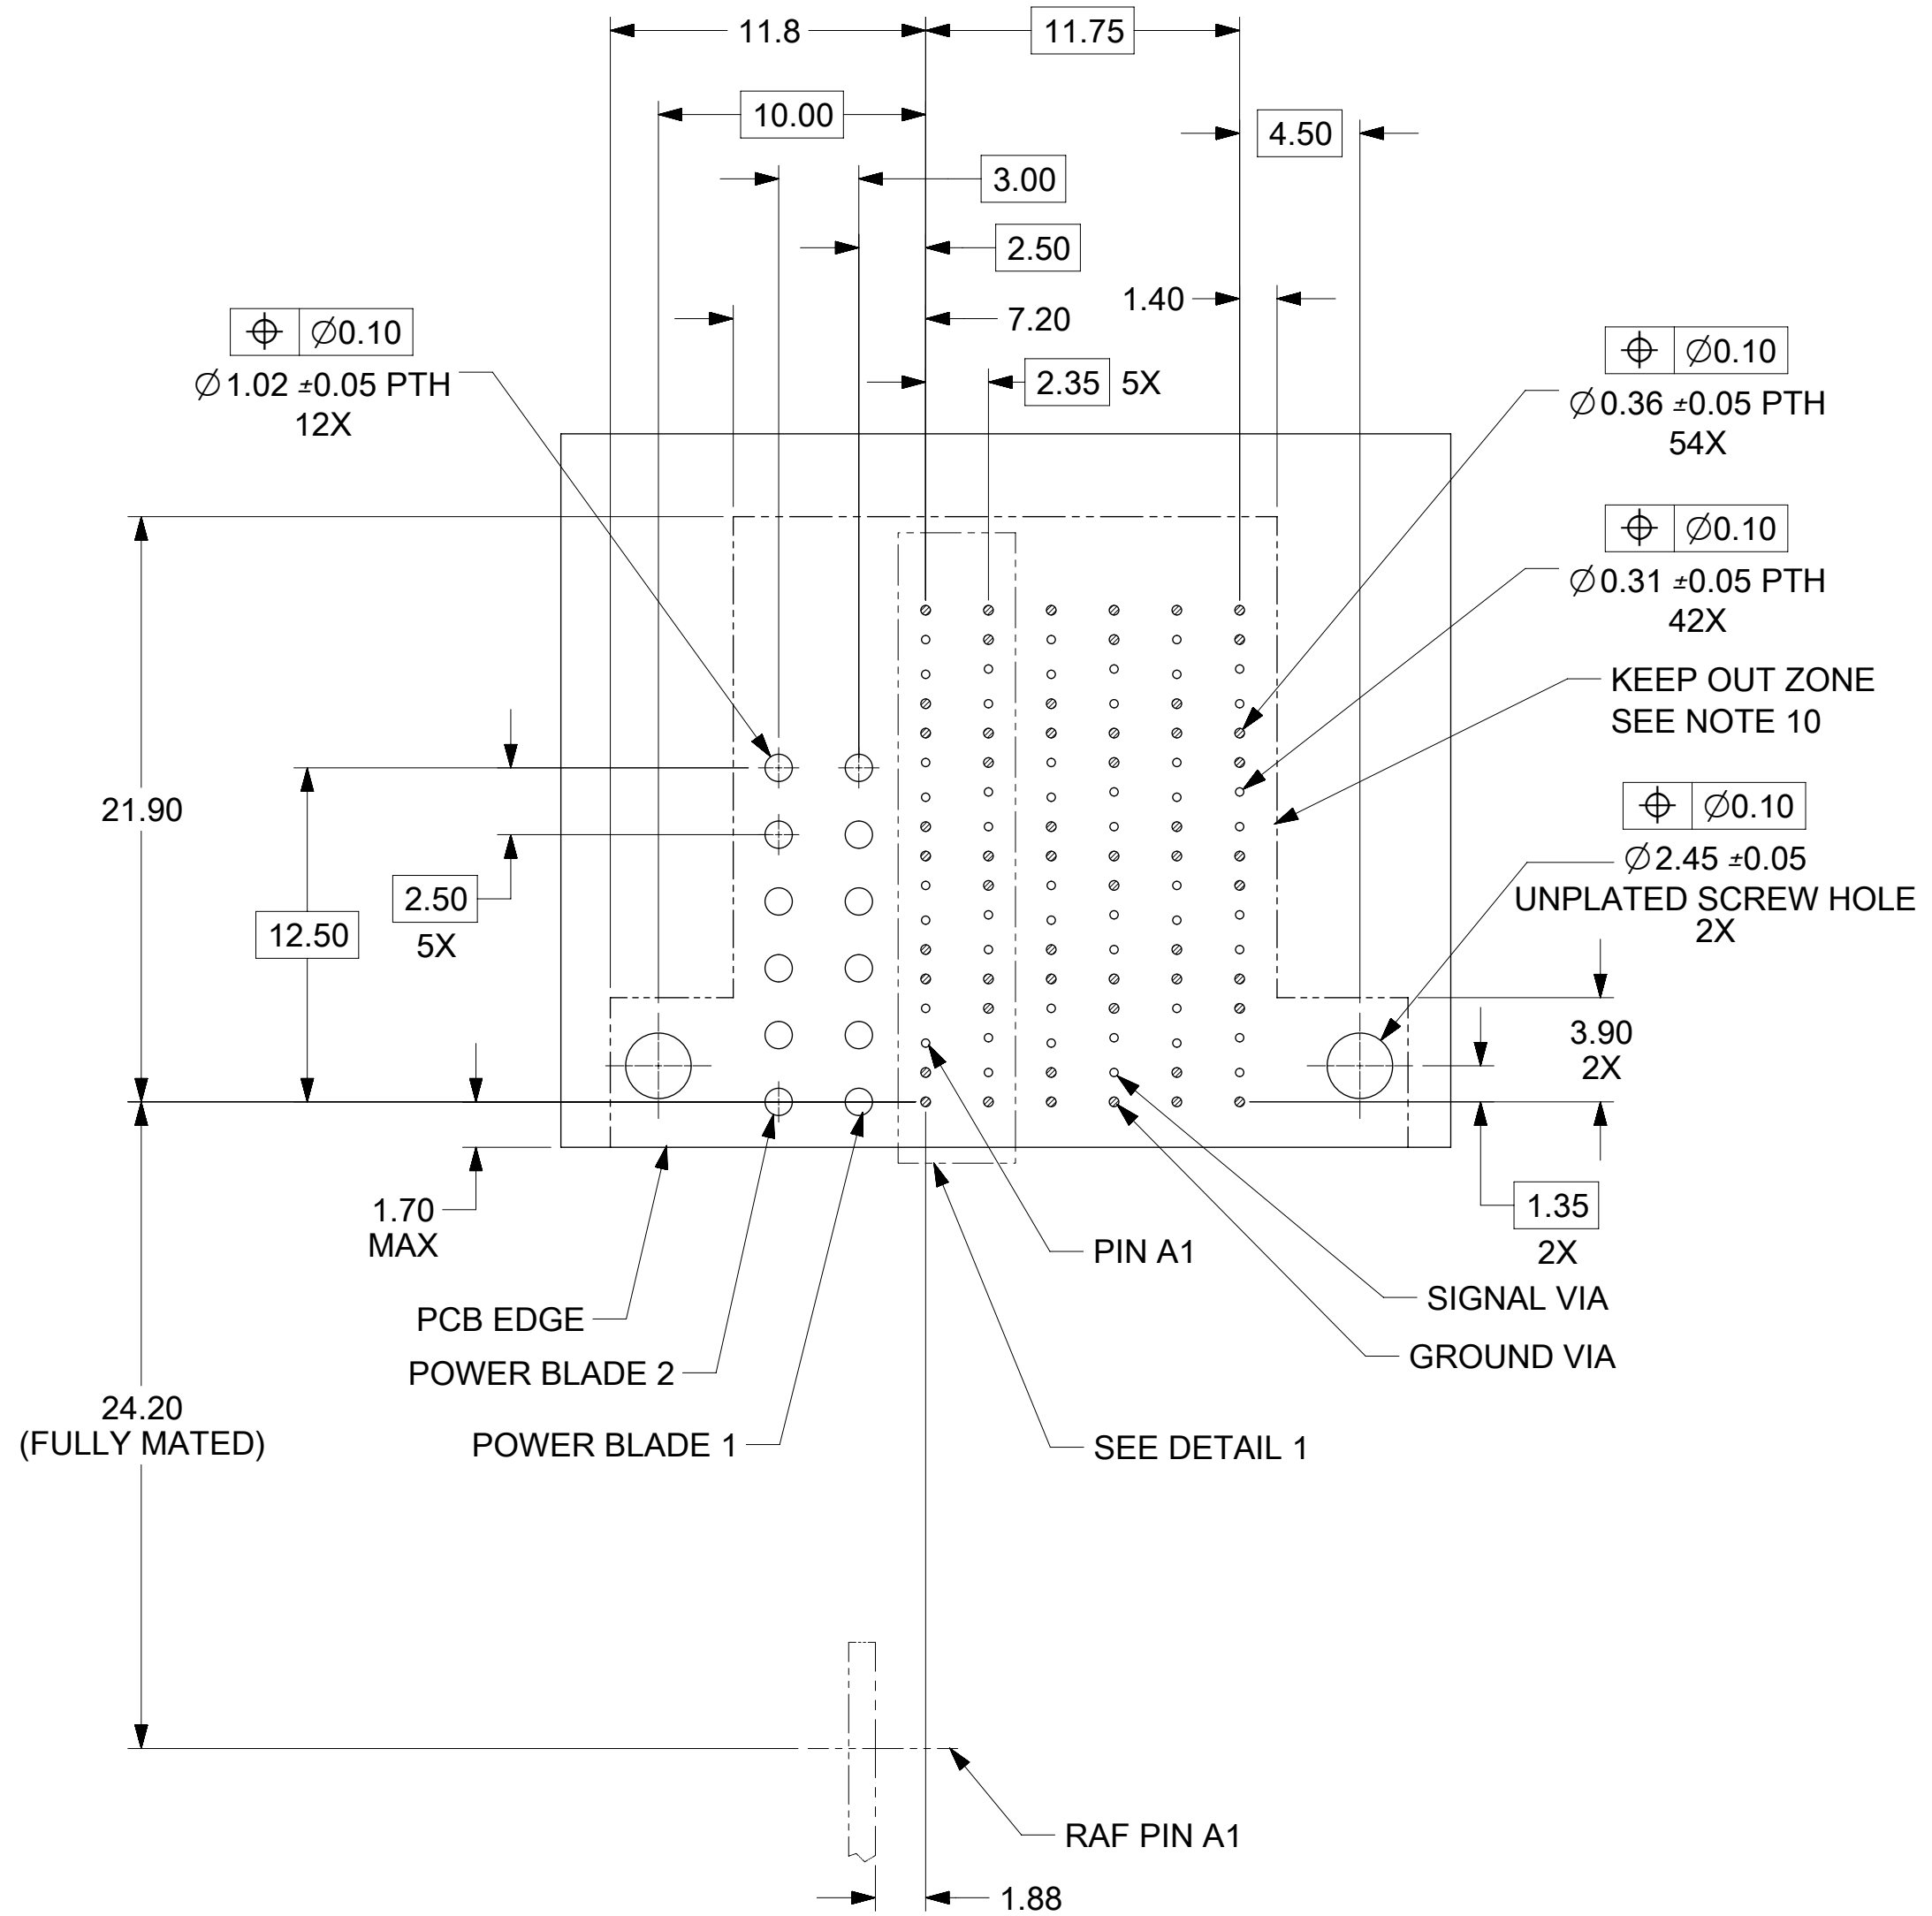 11.8
11.75
10.00
4.50
3.00
2.50
1.40
7.20
2.35 5X
⌖ ∅0.10
∅1.02 ±0.05 PTH
12X
⌖ ∅0.10
∅0.36 ±0.05 PTH
54X
⌖ ∅0.10
∅0.31 ±0.05 PTH
42X
KEEP OUT ZONE
SEE NOTE 10
⌖ ∅0.10
∅2.45 ±0.05
UNPLATED SCREW HOLE
2X
21.90
2.50
5X
12.50
3.90
2X
1.70
MAX
1.35
2X
PIN A1
SIGNAL VIA
PCB EDGE
GROUND VIA
POWER BLADE 2
24.20
(FULLY MATED)
POWER BLADE 1
SEE DETAIL 1
RAF PIN A1
1.88